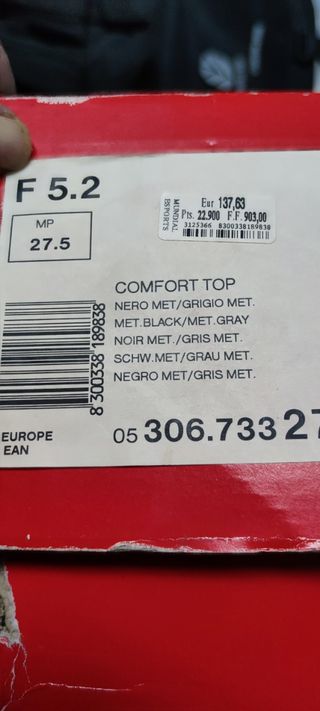 F 5.2
MP
27.5
MUNDIAL
BSPORTS
Eur 137,63
Pts. 22.900 F.F. 903,00
3125366 8300338189838
COMFORT TOP
NERO MET/GRIGIO MET.
MET.BLACK/MET.GRAY
NOIR MET./GRIS MET.
SCHW.MET/GRAU MET.
NEGRO MET/GRIS MET.
8 300338 189838
EUROPE
EAN
05 306.733 27